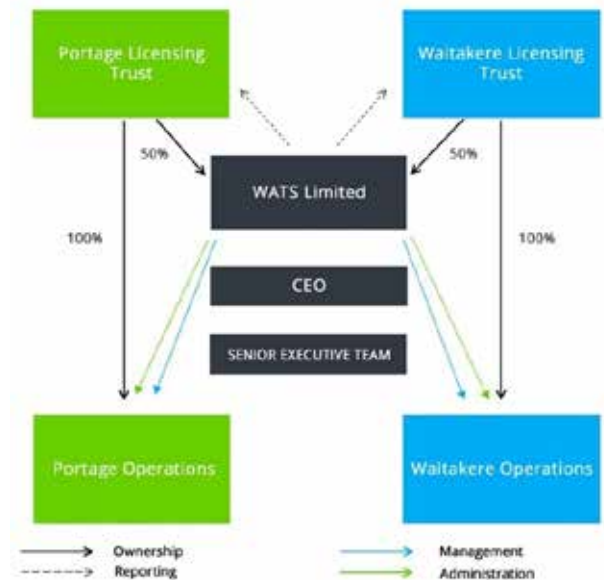 Portage Licensing
Trust
Waitakere Licensing
Trust
50%
50%
WATS Limited
100%
100%
CEO
SENIOR EXECUTIVE TEAM
Portage Operations
Waitakere Operations
Ownership
Management
Reporting
Administration